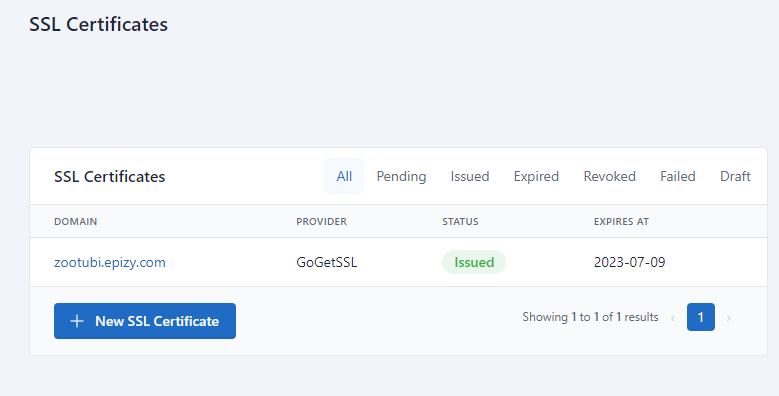 SSL Certificates
SSL Certificates All Pending Issued Expired Revoked Failed Draft
DOMAIN PROVIDER STATUS EXPIRES AT
zootubi.epizy.com GoGetSSL Issued 2023-07-09
+ New SSL Certificate Showing 1 to 1 of 1 results ‹ 1 ›